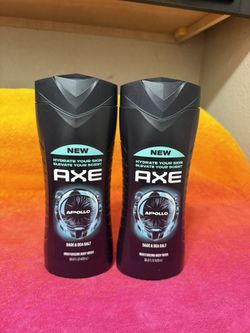 NEW
HYDRATE YOUR SKIN
ELEVATE YOUR SCENT
AXE
APOLLO
SAGE & SEA SALT
MOISTURIZING BODY WASH
NEW
HYDRATE YOUR SKIN
ELEVATE YOUR SCENT
AXE
APOLLO
SAGE & SEA SALT
MOISTURIZING BODY WASH